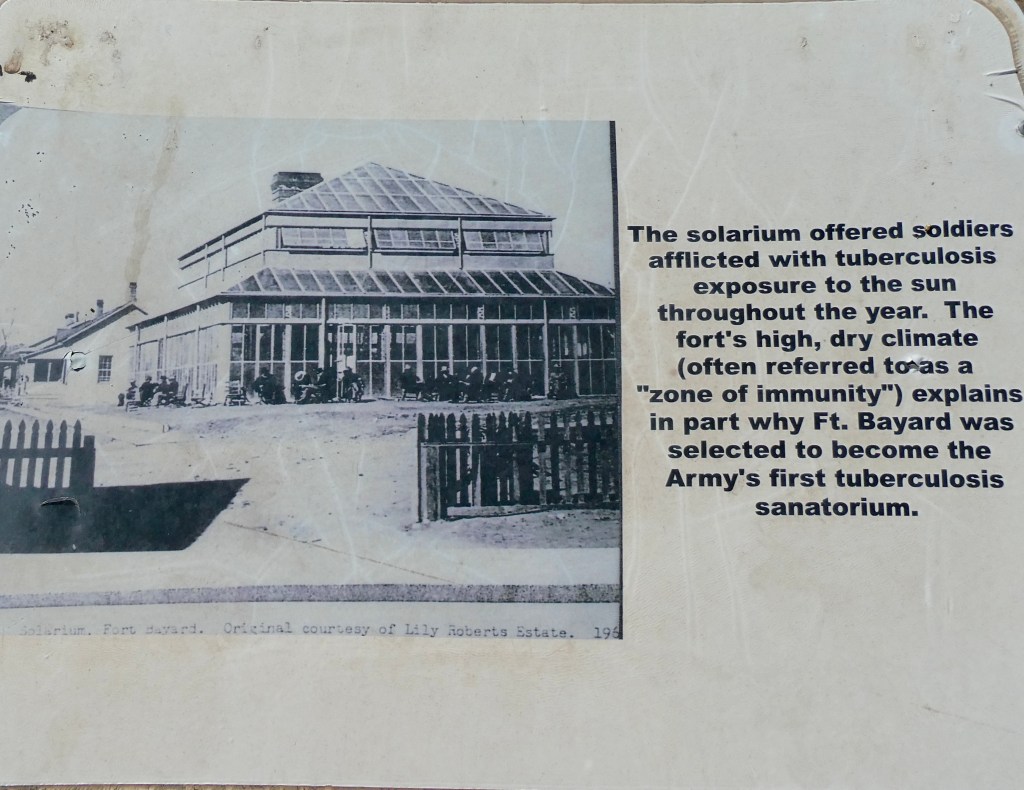 The solarium offered soldiers
afflicted with tuberculosis
exposure to the sun
throughout the year. The
fort's high, dry climate
(often referred to as a
"zone of immunity") explains
in part why Ft. Bayard was
selected to become the
Army's first tuberculosis
sanatorium.
Solarium. Fort Bayard. Original courtesy of Lily Roberts Estate.